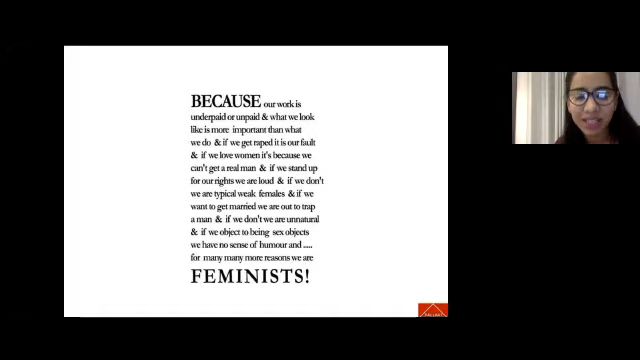 BECAUSE our work is
underpaid or unpaid & what we look
like is more important than what
we do & if we get raped it is our fault
& if we love women it's because we
can't get a real man & if we stand up
for our rights we are loud & if we don't
we are typical weak females & if we
want to get married we are out to trap
a man & if we don't we are unnatural
& if we object to being sex objects
we have no sense of humour and .....
for many many more reasons we are
FEMINISTS!